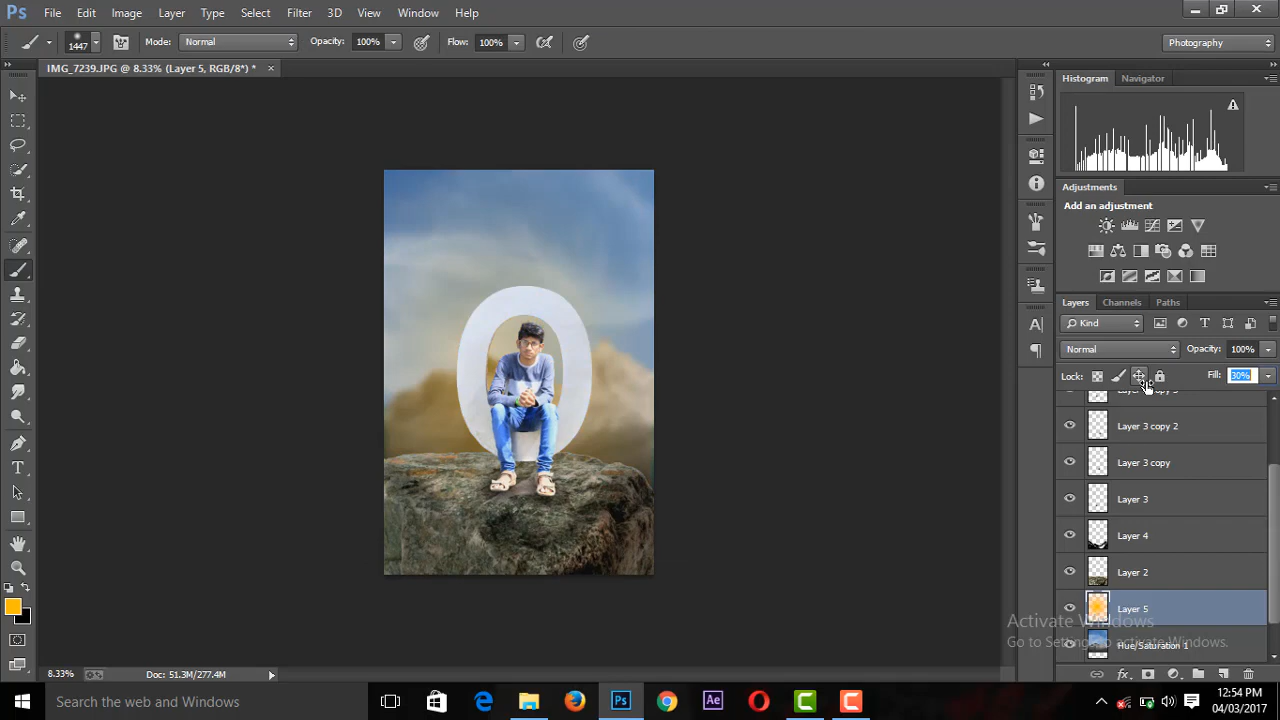 Ps File Edit Image Layer Type Select Filter 3D View Window Help
1447 Mode: Normal Opacity: 100% Flow: 100% Photography
IMG_7239.JPG @ 8.33% (Layer 5, RGB/8*) * ×
Histogram Navigator
Adjustments
Add an adjustment
Layers Channels Paths
Kind
Normal Opacity: 100%
Lock: Fill: 30%
Layer 3 copy 2
Layer 3 copy
Layer 3
Layer 4
Layer 2
Layer 5
Activate Windows
Go to Settings to activate Windows.
Hue/Saturation 1
8.33% Doc: 51.3M/277.4M
Search the web and Windows
Ps Ae
12:54 PM
04/03/2017